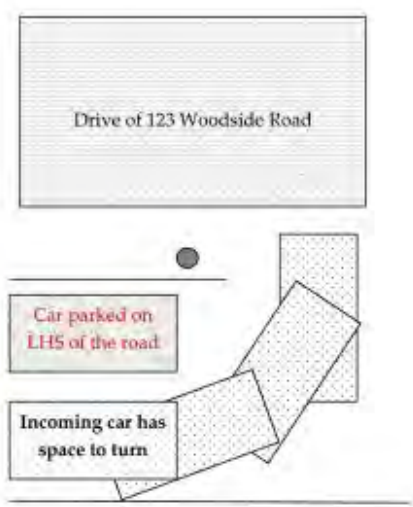 Drive of 123 Woodside Road
Car parked on
LHS of the road
Incoming car has
space to turn